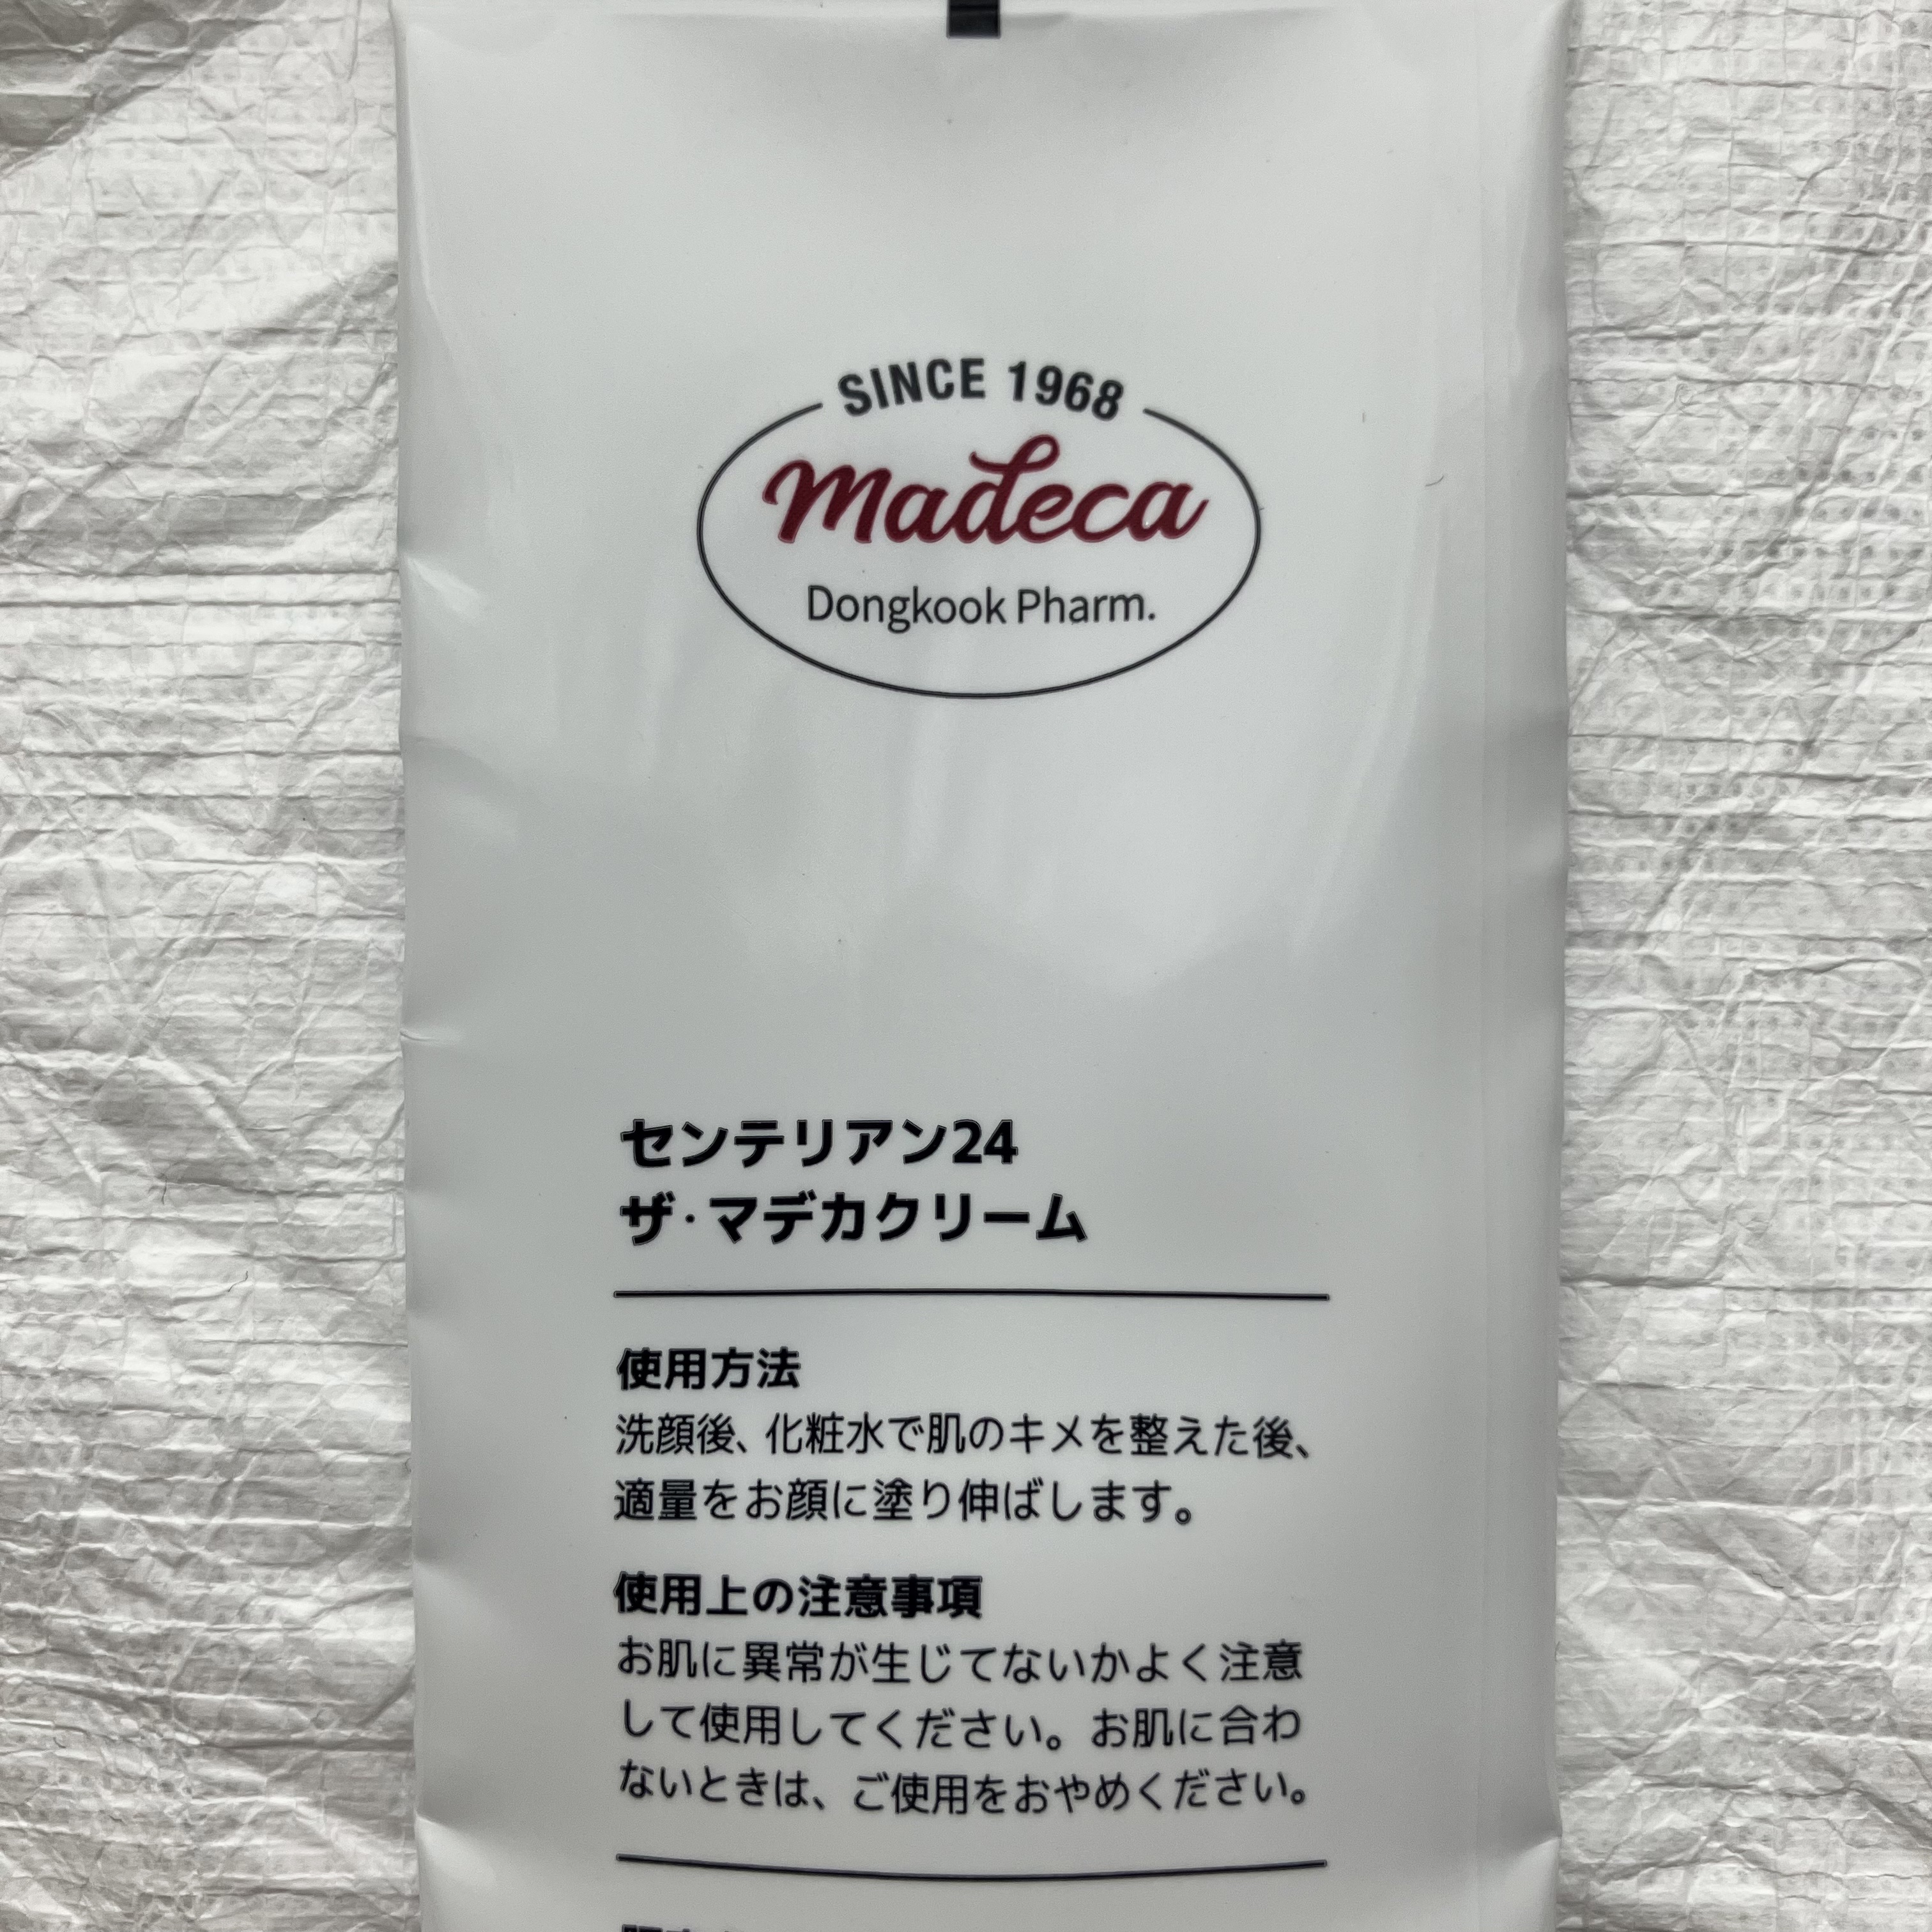 SINCE 1968
Madeca
Dongkook Pharm.
センテリアン24
ザ・マデカクリーム
使用方法
洗顔後、化粧水で肌のキメを整えた後、
適量をお顔に塗り伸ばします。
使用上の注意事項
お肌に異常が生じてないかよく注意
して使用してください。お肌に合わ
ないときは、ご使用をおやめください。